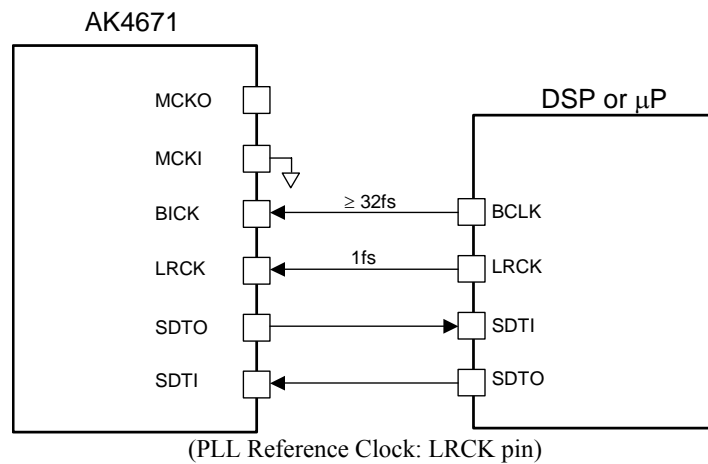 AK4671
DSP or μP
MCKO
MCKI
BICK
≥ 32fs
BCLK
LRCK
1fs
LRCK
SDTO
SDTI
SDTI
SDTO
(PLL Reference Clock: LRCK pin)